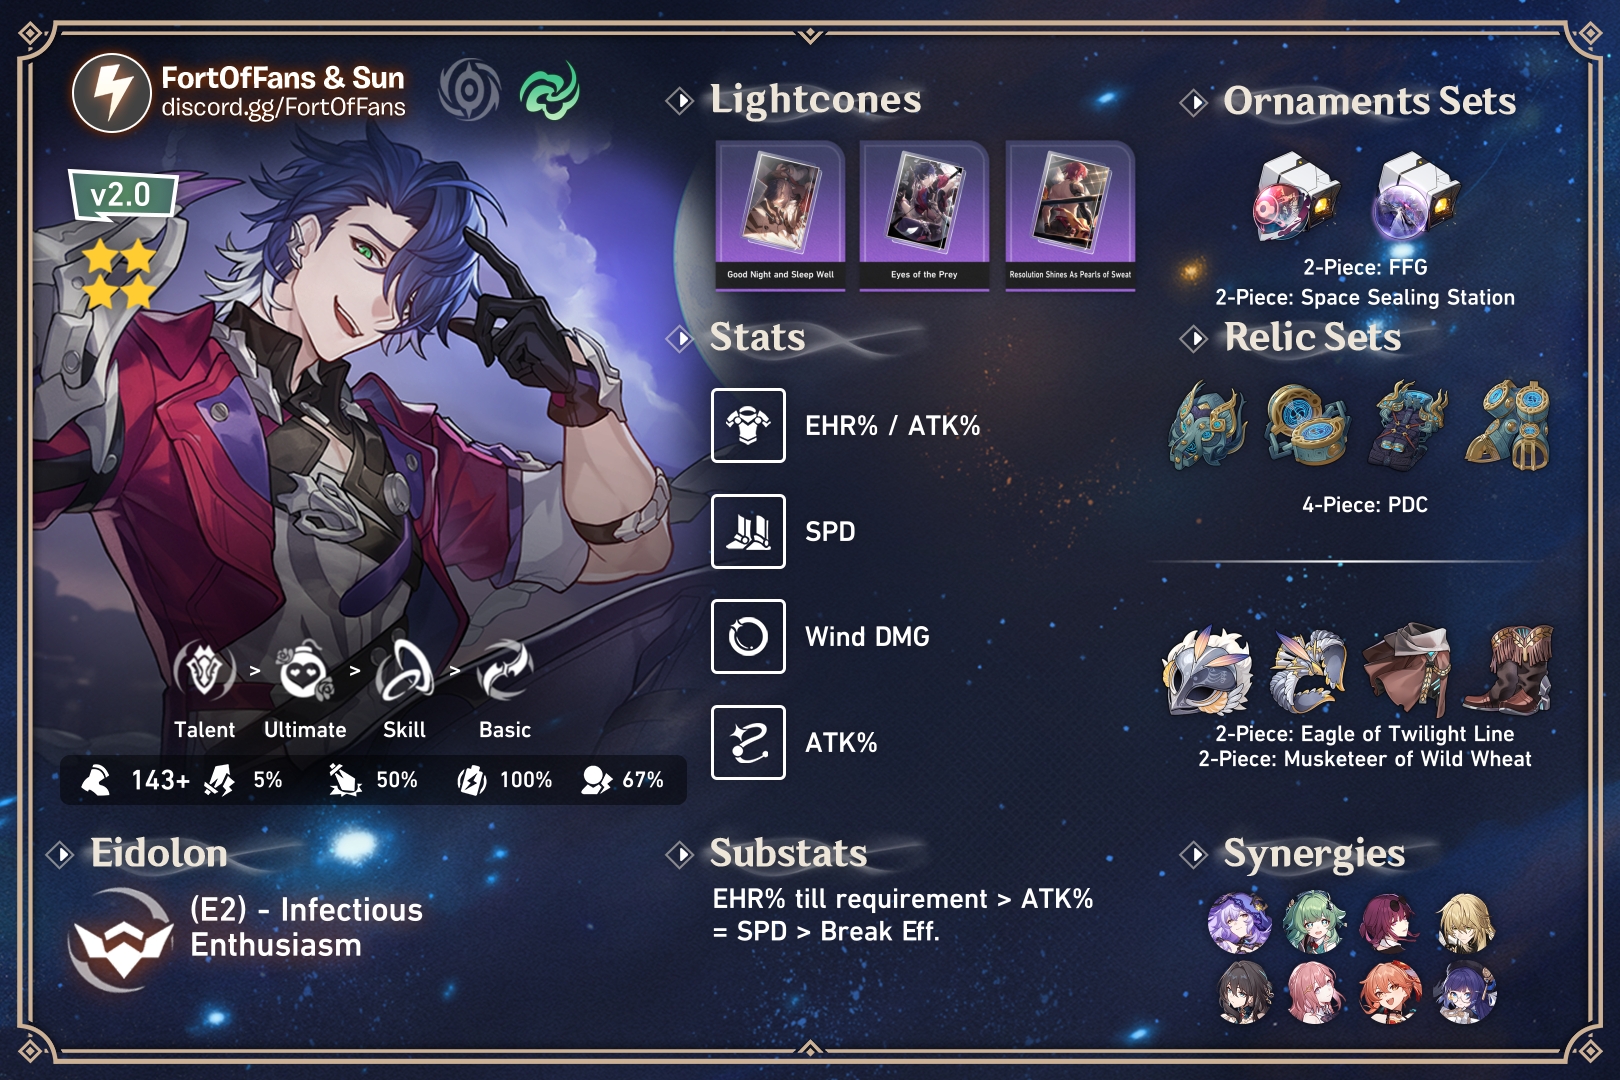 FortOfFans & Sun
discord.gg/FortOfFans
v2.0
Talent > Ultimate > Skill > Basic
143+ 5% 50% 100% 67%
Eidolon
(E2) - Infectious
Enthusiasm
Lightcones
Good Night and Sleep Well
Eyes of the Prey
Resolution Shines As Pearls of Sweat
Stats
EHR% / ATK%
SPD
Wind DMG
ATK%
Substats
EHR% till requirement > ATK%
= SPD > Break Eff.
Ornaments Sets
2-Piece: FFG
2-Piece: Space Sealing Station
Relic Sets
4-Piece: PDC
2-Piece: Eagle of Twilight Line
2-Piece: Musketeer of Wild Wheat
Synergies